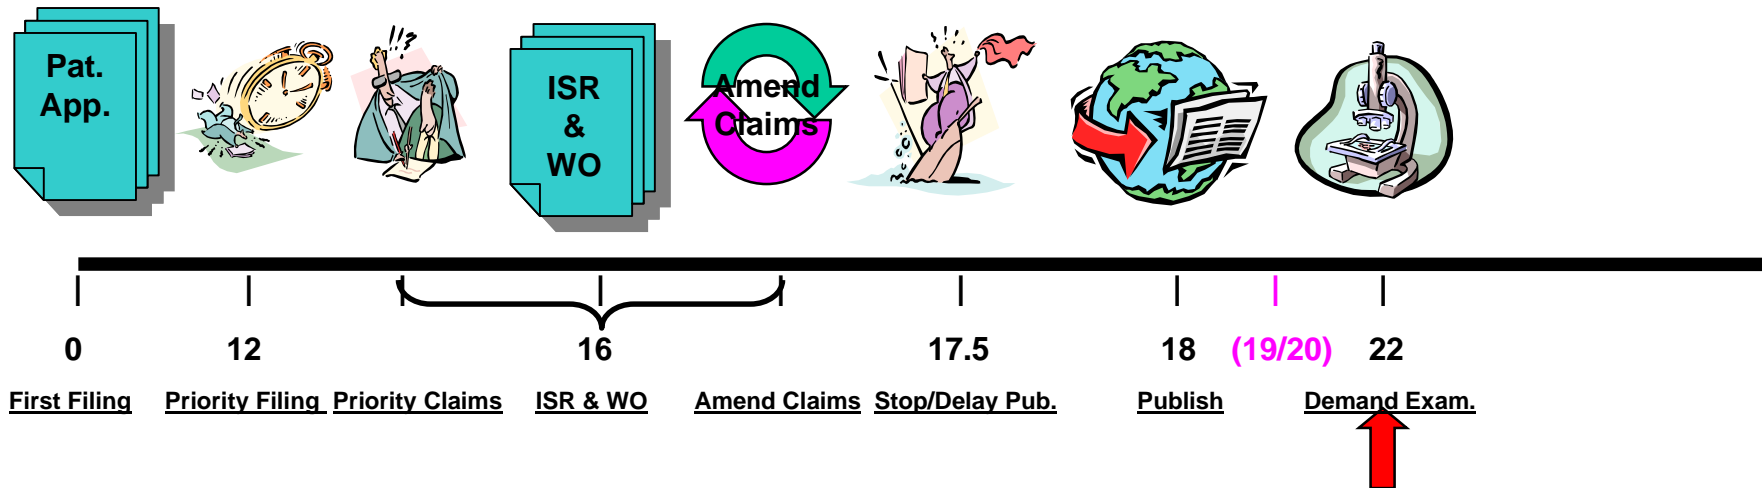 Pat.
App.
ISR
&
WO
Amend
Claims
0 12 16 17.5 18 (19/20) 22
First Filing Priority Filing Priority Claims ISR & WO Amend Claims Stop/Delay Pub. Publish Demand Exam.